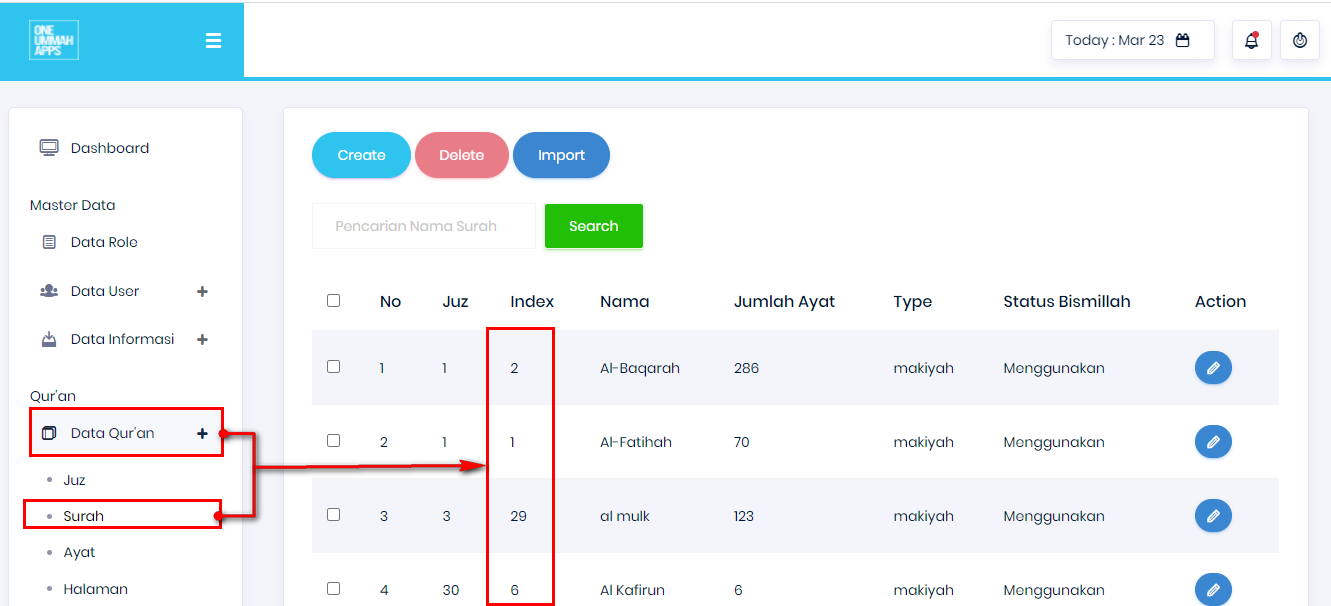 ONE
UMMAH
APPS
Today : Mar 23
Dashboard
Master Data
Data Role
Data User +
Data Informasi +
Qur'an
Data Qur'an +
Juz
Surah
Ayat
Halaman
Create Delete Import
Pencarian Nama Surah Search
No Juz Index Nama Jumlah Ayat Type Status Bismillah Action
1 1 2 Al-Baqarah 286 makiyah Menggunakan
2 1 1 Al-Fatihah 70 makiyah Menggunakan
3 3 29 al mulk 123 makiyah Menggunakan
4 30 6 Al Kafirun 6 makiyah Menggunakan